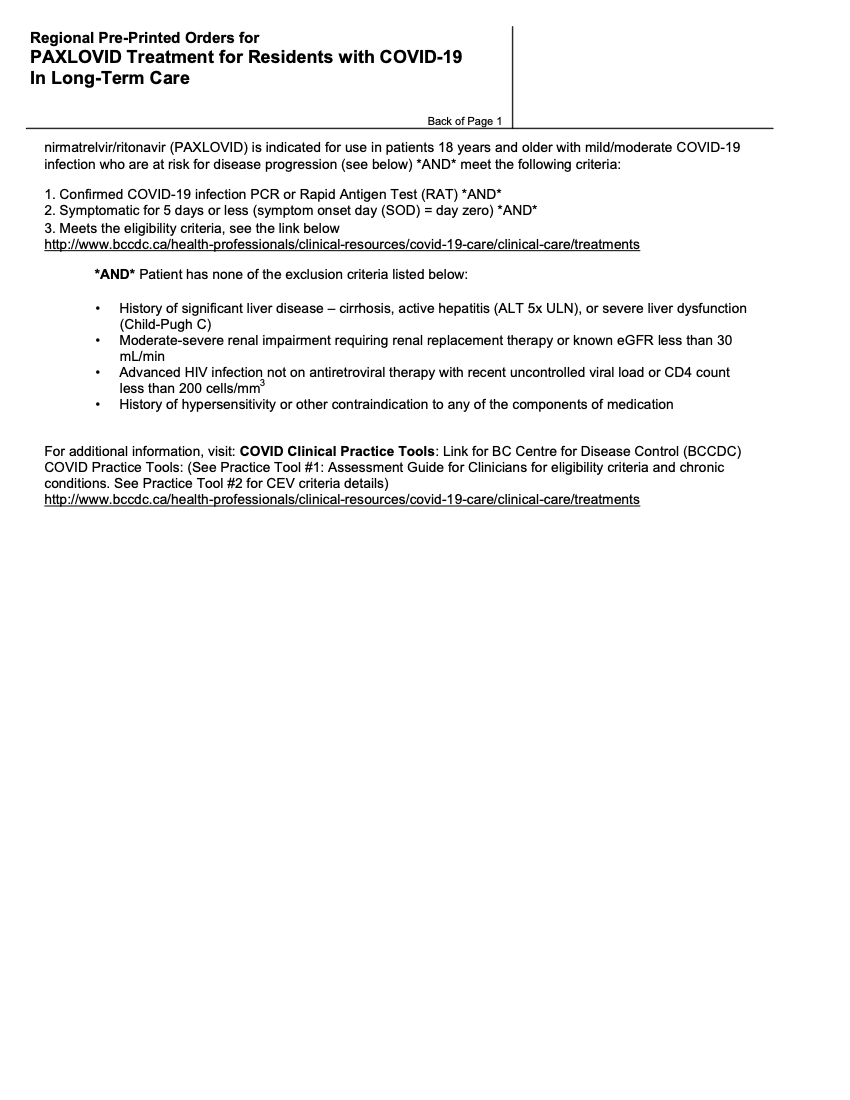 Regional Pre-Printed Orders for
PAXLOVID Treatment for Residents with COVID-19
In Long-Term Care
Back of Page 1
nirmatrelvir/ritonavir (PAXLOVID) is indicated for use in patients 18 years and older with mild/moderate COVID-19
infection who are at risk for disease progression (see below) *AND* meet the following criteria:
1. Confirmed COVID-19 infection PCR or Rapid Antigen Test (RAT) *AND*
2. Symptomatic for 5 days or less (symptom onset day (SOD) = day zero) *AND*
3. Meets the eligibility criteria, see the link below
http://www.bccdc.ca/health-professionals/clinical-resources/covid-19-care/clinical-care/treatments
*AND* Patient has none of the exclusion criteria listed below:
• History of significant liver disease – cirrhosis, active hepatitis (ALT 5x ULN), or severe liver dysfunction
(Child-Pugh C)
• Moderate-severe renal impairment requiring renal replacement therapy or known eGFR less than 30
mL/min
• Advanced HIV infection not on antiretroviral therapy with recent uncontrolled viral load or CD4 count
less than 200 cells/mm³
• History of hypersensitivity or other contraindication to any of the components of medication
For additional information, visit: COVID Clinical Practice Tools: Link for BC Centre for Disease Control (BCCDC)
COVID Practice Tools: (See Practice Tool #1: Assessment Guide for Clinicians for eligibility criteria and chronic
conditions. See Practice Tool #2 for CEV criteria details)
http://www.bccdc.ca/health-professionals/clinical-resources/covid-19-care/clinical-care/treatments